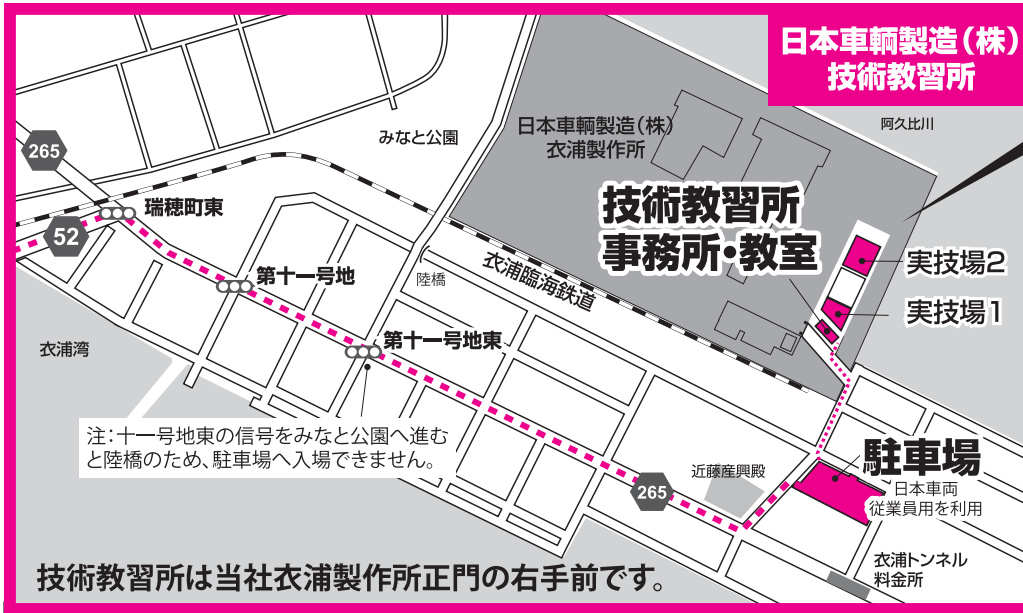 日本車輌製造（株）
技術教習所
265
みなと公園
日本車輌製造（株）
衣浦製作所
阿久比川
瑞穂町東
52
技術教習所
事務所・教室
実技場2
第十一号地
陸橋
衣浦臨海鉄道
実技場1
衣浦湾
第十一号地東
注：十一号地東の信号をみなと公園へ進む
と陸橋のため、駐車場へ入場できません。
265
近藤産興殿
駐車場
日本車両
従業員用を利用
衣浦トンネル
料金所
技術教習所は当社衣浦製作所正門の右手前です。